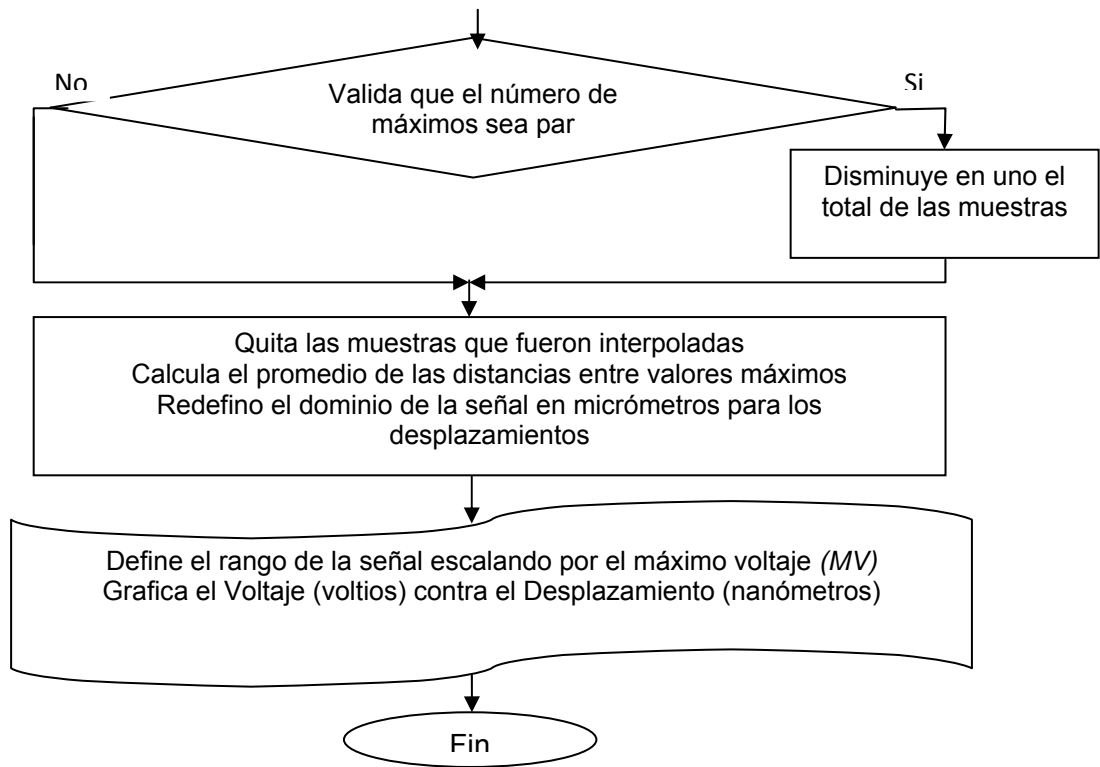 No
Si
Valida que el número de
máximos sea par
Disminuye en uno el
total de las muestras
Quita las muestras que fueron interpoladas
Calcula el promedio de las distancias entre valores máximos
Redefino el dominio de la señal en micrómetros para los
desplazamientos
Define el rango de la señal escalando por el máximo voltaje (MV)
Grafica el Voltaje (voltios) contra el Desplazamiento (nanómetros)
Fin